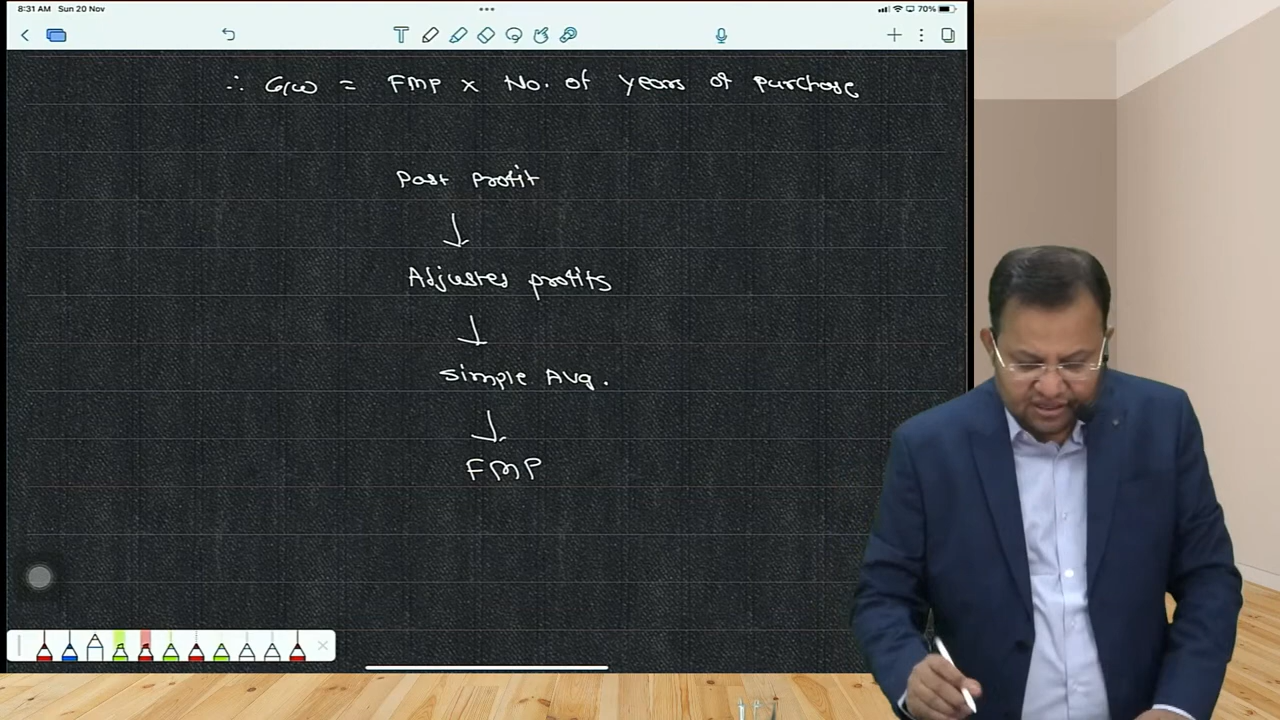 8:31 AM Sun 20 Nov
70%
∴ G/w = FMP x No. of years of purchase
Past Profit
↓
Adjusted profits
↓
Simple Avg.
↓
FMP